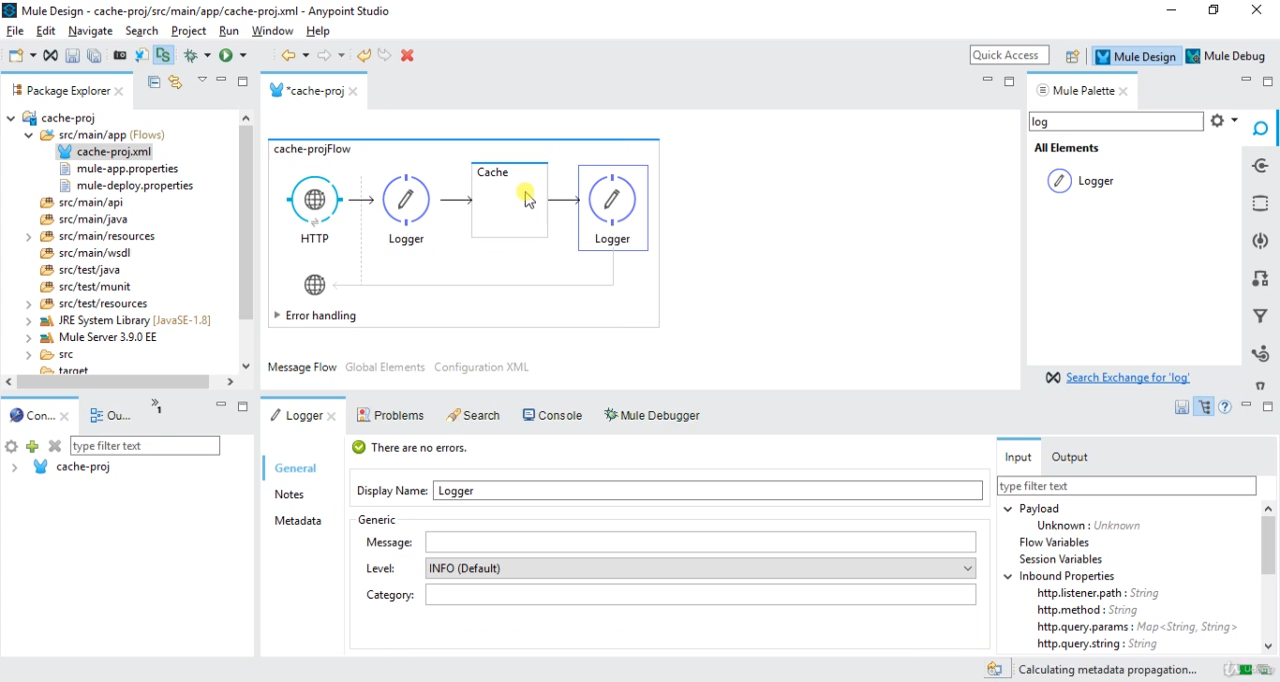 Mule Design - cache-proj/src/main/app/cache-proj.xml - Anypoint Studio
File Edit Navigate Search Project Run Window Help
Quick Access Mule Design Mule Debug
Package Explorer
*cache-proj
Mule Palette
cache-proj
src/main/app (Flows)
cache-proj.xml
mule-app.properties
mule-deploy.properties
src/main/api
src/main/java
src/main/resources
src/main/wsdl
src/test/java
src/test/munit
src/test/resources
JRE System Library [JavaSE-1.8]
Mule Server 3.9.0 EE
src
target
cache-projFlow
Cache
HTTP Logger Logger
Error handling
Message Flow Global Elements Configuration XML
log
All Elements
Logger
Search Exchange for 'log'
Con... Ou... 1
type filter text
cache-proj
Logger Problems Search Console Mule Debugger
There are no errors.
General
Notes
Metadata
Display Name: Logger
Generic
Message:
Level: INFO (Default)
Category:
Input Output
type filter text
Payload
Unknown : Unknown
Flow Variables
Session Variables
Inbound Properties
http.listener.path : String
http.method : String
http.query.params : Map<String, String>
http.query.string : String
Calculating metadata propagation...